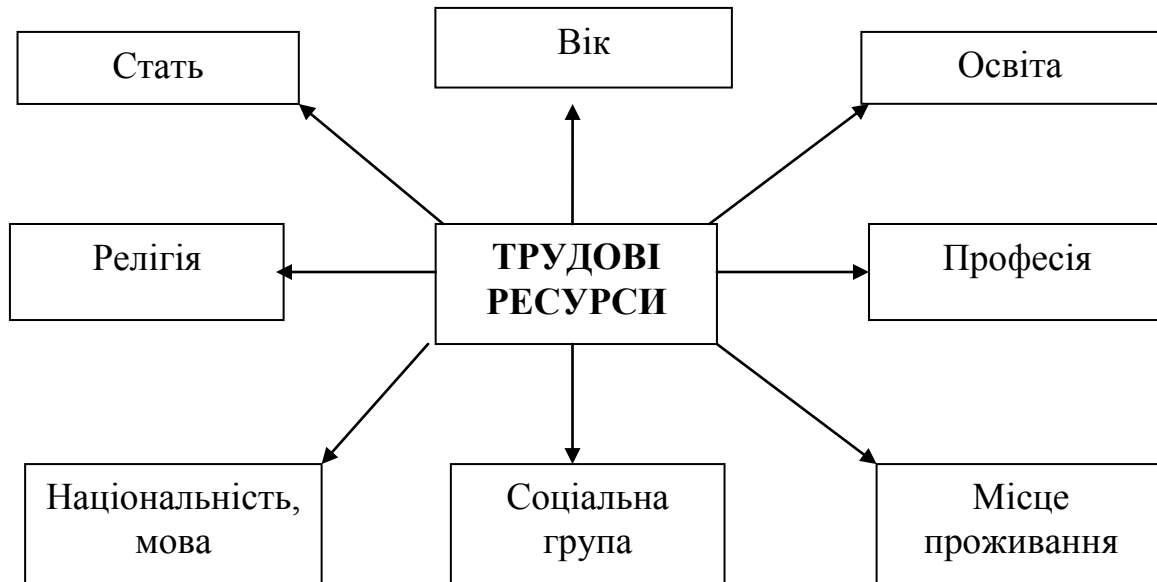 Стать
Вік
Освіта
Релігія
ТРУДОВІ
РЕСУРСИ
Професія
Національність,
мова
Соціальна
група
Місце
проживання